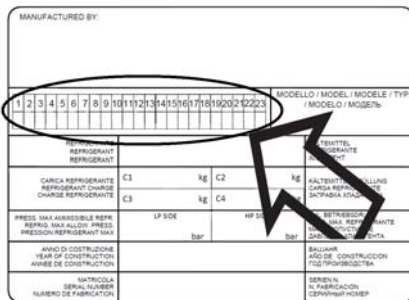 MANUFACTURED BY:
1 2 3 4 5 6 7 8 9 10 11 12 13 14 15 16 17 18 19 20 21 22 23
MODELLO / MODEL / MODELE / TYP
/ MODELO / МОДЕЛЬ
REFRIGERANT
REFRIGERANT
CARICA REFRIGERANTE
REFRIGERANT CHARGE
CHARGE REFRIGERANTE
C1 kg C2 kg
C3 kg C4
PRESS. MAX AMMISSIBILE REFR.
REFRIG. MAX ALLOW. PRESS.
PRESSION REFRIGERANT MAX
LP SIDE
bar
bar
ANNO DI COSTRUZIONE
YEAR OF CONSTRUCTION
ANNEE DE CONSTRUCTION
BAUJAHR
AÑO DE CONSTRUCCIÓN
ГОД ПРОИЗВОДСТВА
MATRICOLA
SERIAL NUMBER
NUMERO DE FABRICATION
SERIEN N.
N. FABRICACION
СЕРИЙНЫЙ НОМЕР